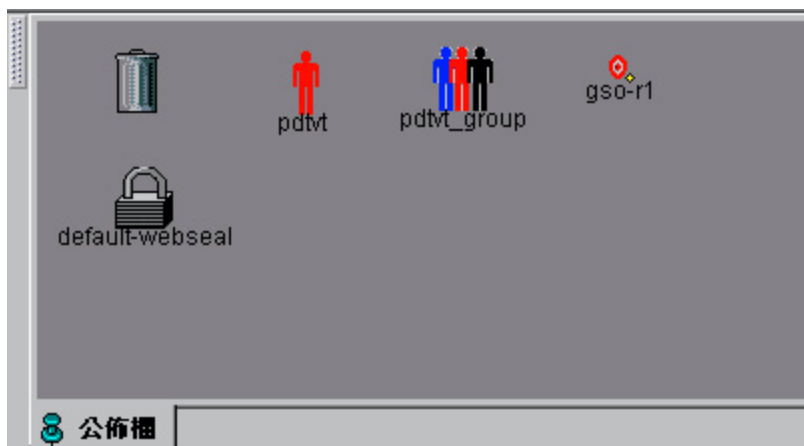 pdtvt
pdtvt_group
gso-r1
default-webseal
公佈欄